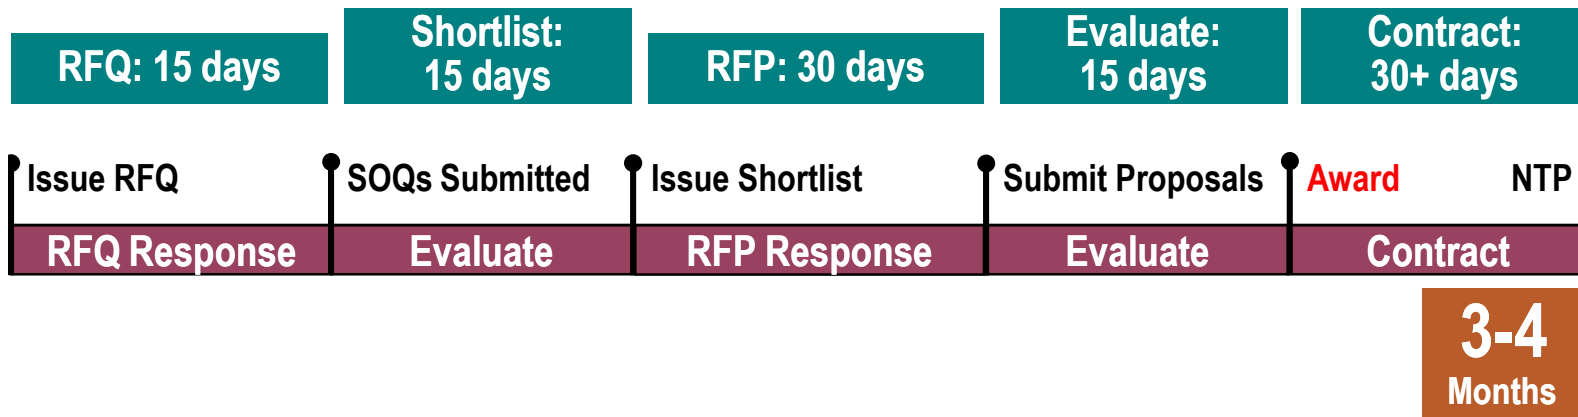 RFQ: 15 days
Shortlist:
15 days
RFP: 30 days
Evaluate:
15 days
Contract:
30+ days
Issue RFQ
SOQs Submitted
Issue Shortlist
Submit Proposals
Award
NTP
RFQ Response
Evaluate
RFP Response
Evaluate
Contract
3-4
Months